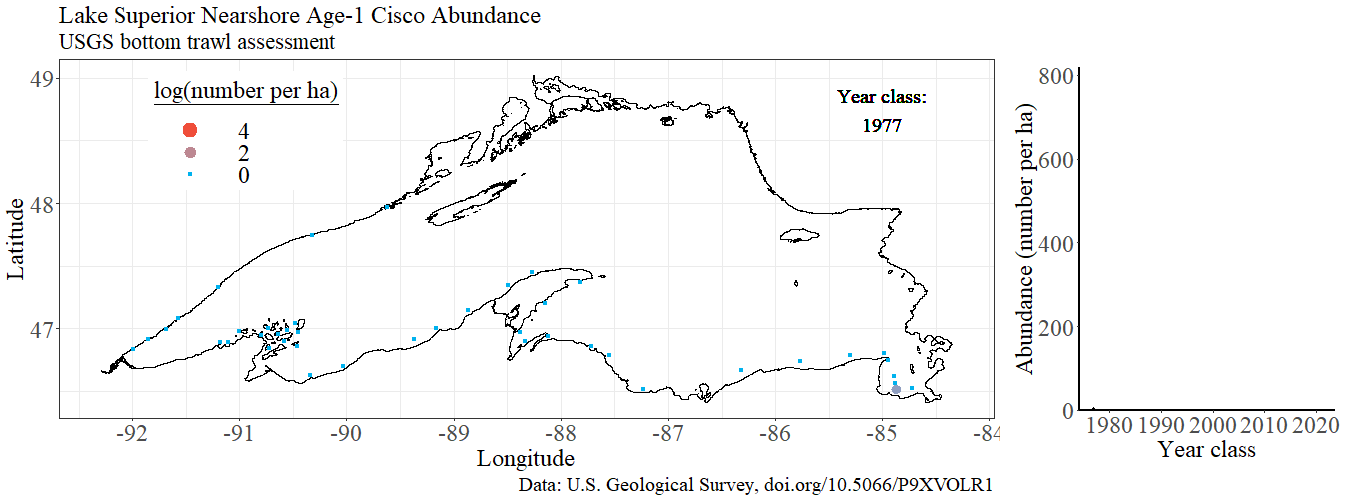 Lake Superior Nearshore Age-1 Cisco Abundance
USGS bottom trawl assessment
log(number per ha)
4
2
0
Year class:
1977
49
48
47
Latitude
-92 -91 -90 -89 -88 -87 -86 -85 -84
Longitude
Data: U.S. Geological Survey, doi.org/10.5066/P9XVOLR1
800
600
400
200
0
Abundance (number per ha)
1980 1990 2000 2010 2020
Year class